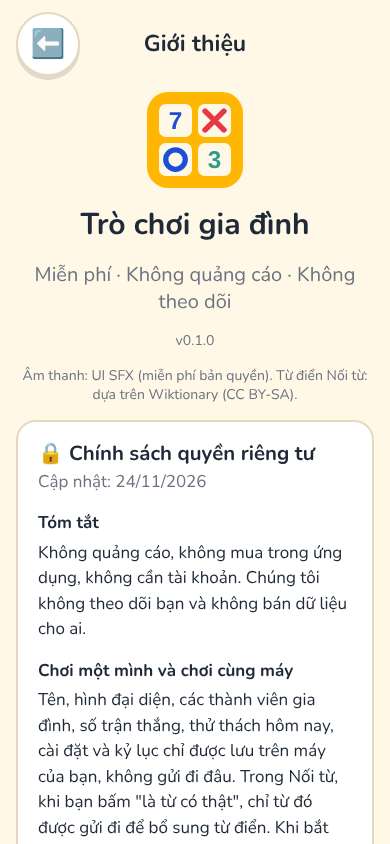 Giới thiệu
7
3
Trò chơi gia đình
Miễn phí · Không quảng cáo · Không
theo dõi
v0.1.0
Âm thanh: UI SFX (miễn phí bản quyền). Từ điển Nối từ:
dựa trên Wiktionary (CC BY-SA).
🔒 Chính sách quyền riêng tư
Cập nhật: 24/11/2026
Tóm tắt
Không quảng cáo, không mua trong ứng
dụng, không cần tài khoản. Chúng tôi
không theo dõi bạn và không bán dữ liệu
cho ai.
Chơi một mình và chơi cùng máy
Tên, hình đại diện, các thành viên gia
đình, số trận thắng, thử thách hôm nay,
cài đặt và kỷ lục chỉ được lưu trên máy
của bạn, không gửi đi đâu. Trong Nối từ,
khi bạn bấm "là từ có thật", chỉ từ đó
được gửi đi để bổ sung từ điển. Khi bắt